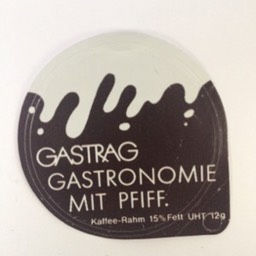 GASTRAG
GASTRONOMIE
MIT PFIFF.
Kaffee-Rahm 15% Fett UHT 12g